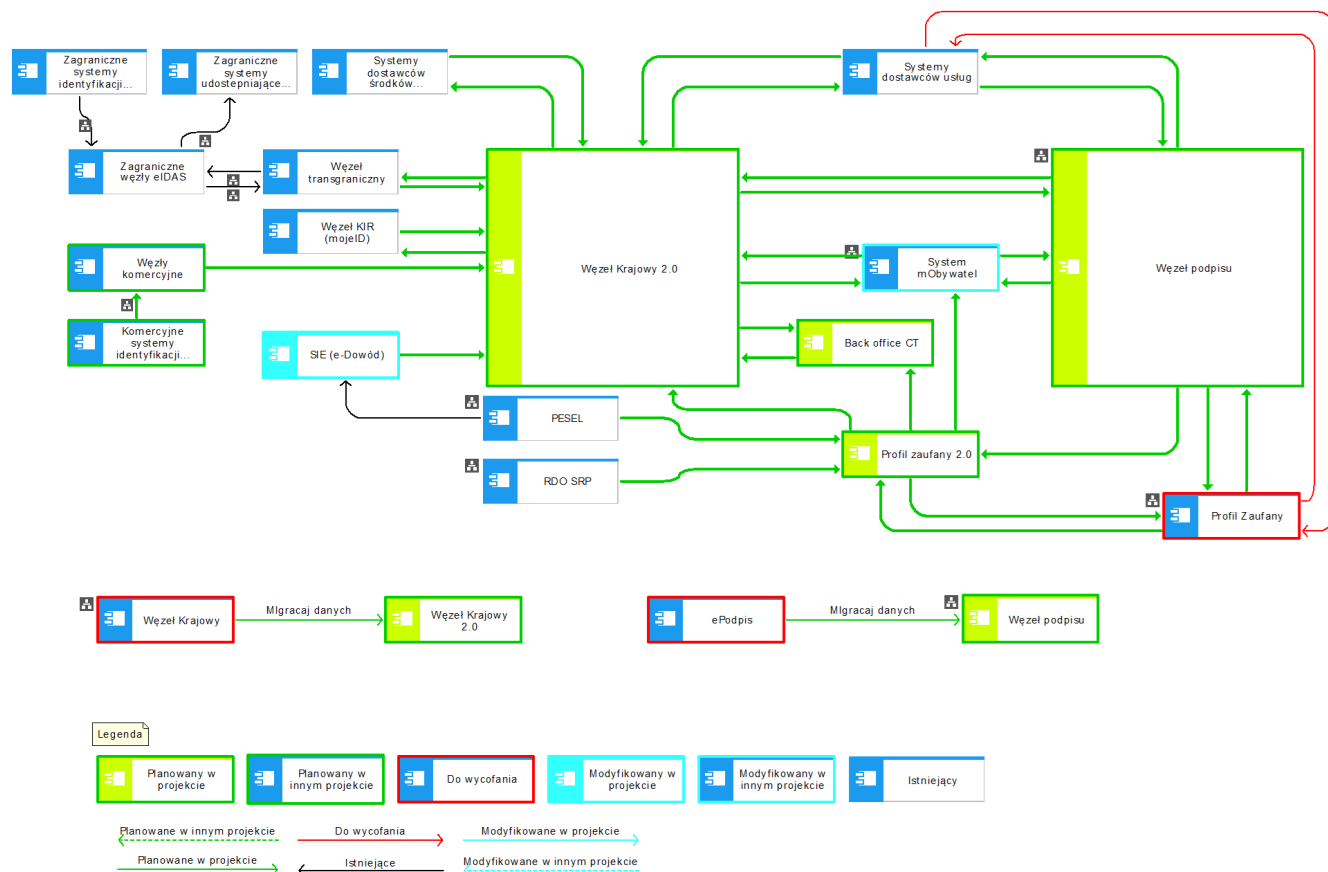 Zagraniczne
systemy
identyfikacji...
Zagraniczne
systemy
udostepniające...
Systemy
dostawców
środków...
Systemy
dostawców usług
Zagraniczne
węzły eIDAS
Węzeł
transgraniczny
Węzeł KIR
(mojeID)
Węzły
komercyjne
Komercyjne
systemy
identyfikacji...
SIE (e-Dowód)
Węzeł Krajowy 2.0
System
mObywatel
Węzeł podpisu
Back office CT
PESEL
RDO SRP
Profil zaufany 2.0
Profil Zaufany
Węzeł Krajowy
MIgracaj danych
Węzeł Krajowy
2.0
ePodpis
MIgracaj danych
Węzeł podpisu
Legenda
Planowany w
projekcie
Planowany w
innym projekcie
Do wycofania
Modyfikowany w
projekcie
Modyfikowany w
innym projekcie
Istniejący
Planowane w innym projekcie
Do wycofania
Modyfikowane w projekcie
Planowane w projekcie
Istniejące
Modyfikowane w innym projekcie